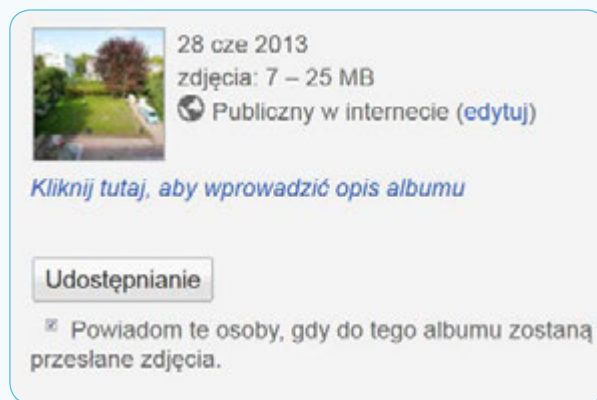 28 cze 2013
zdjęcia: 7 – 25 MB
Publiczny w internecie (edytuj)
Kliknij tutaj, aby wprowadzić opis albumu
Udostępnianie
Powiadom te osoby, gdy do tego albumu zostaną
przesłane zdjęcia.